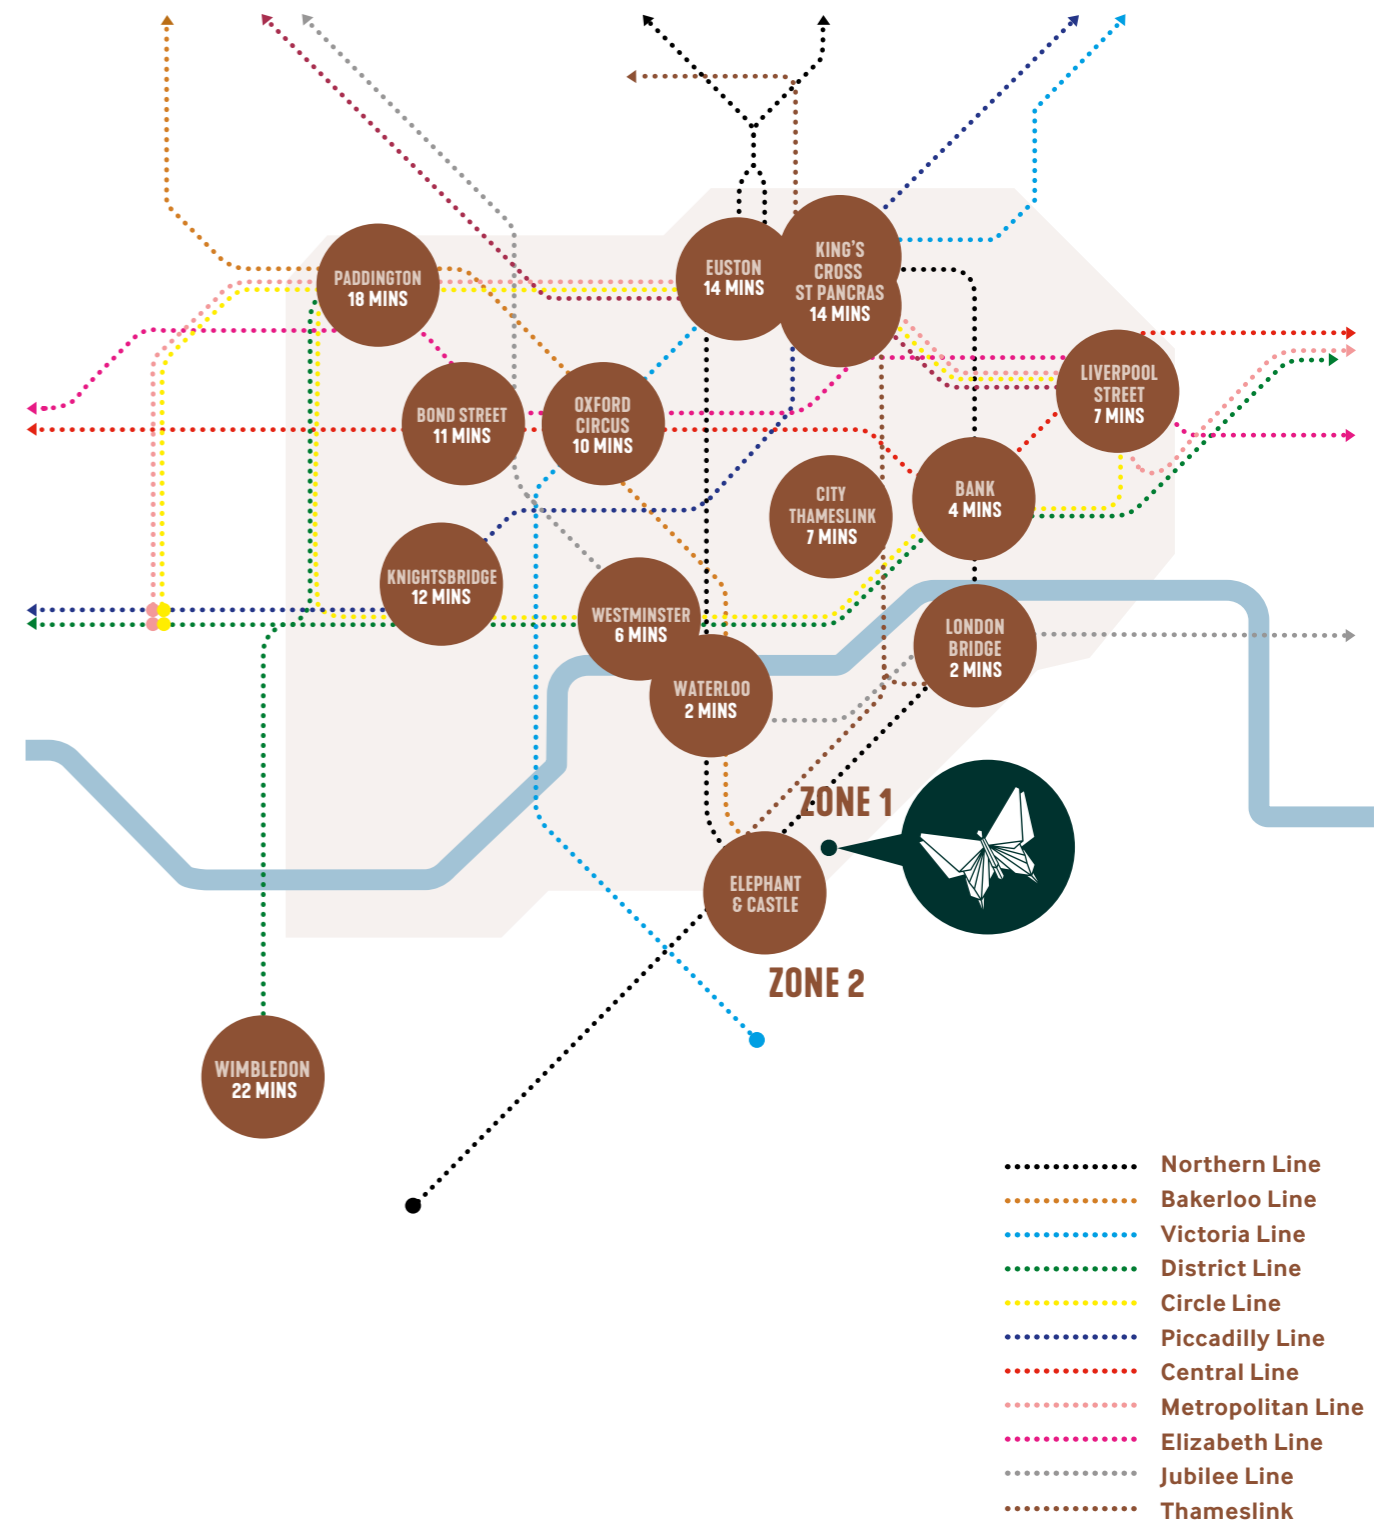 PADDINGTON
18 MINS
EUSTON
14 MINS
KING'S
CROSS
ST PANCRAS
14 MINS
LIVERPOOL
STREET
7 MINS
BOND STREET
11 MINS
OXFORD
CIRCUS
10 MINS
CITY
THAMESLINK
7 MINS
BANK
4 MINS
KNIGHTSBRIDGE
12 MINS
WESTMINSTER
6 MINS
LONDON
BRIDGE
2 MINS
WATERLOO
2 MINS
ZONE 1
ELEPHANT
& CASTLE
ZONE 2
WIMBLEDON
22 MINS
Northern Line
Bakerloo Line
Victoria Line
District Line
Circle Line
Piccadilly Line
Central Line
Metropolitan Line
Elizabeth Line
Jubilee Line
Thameslink